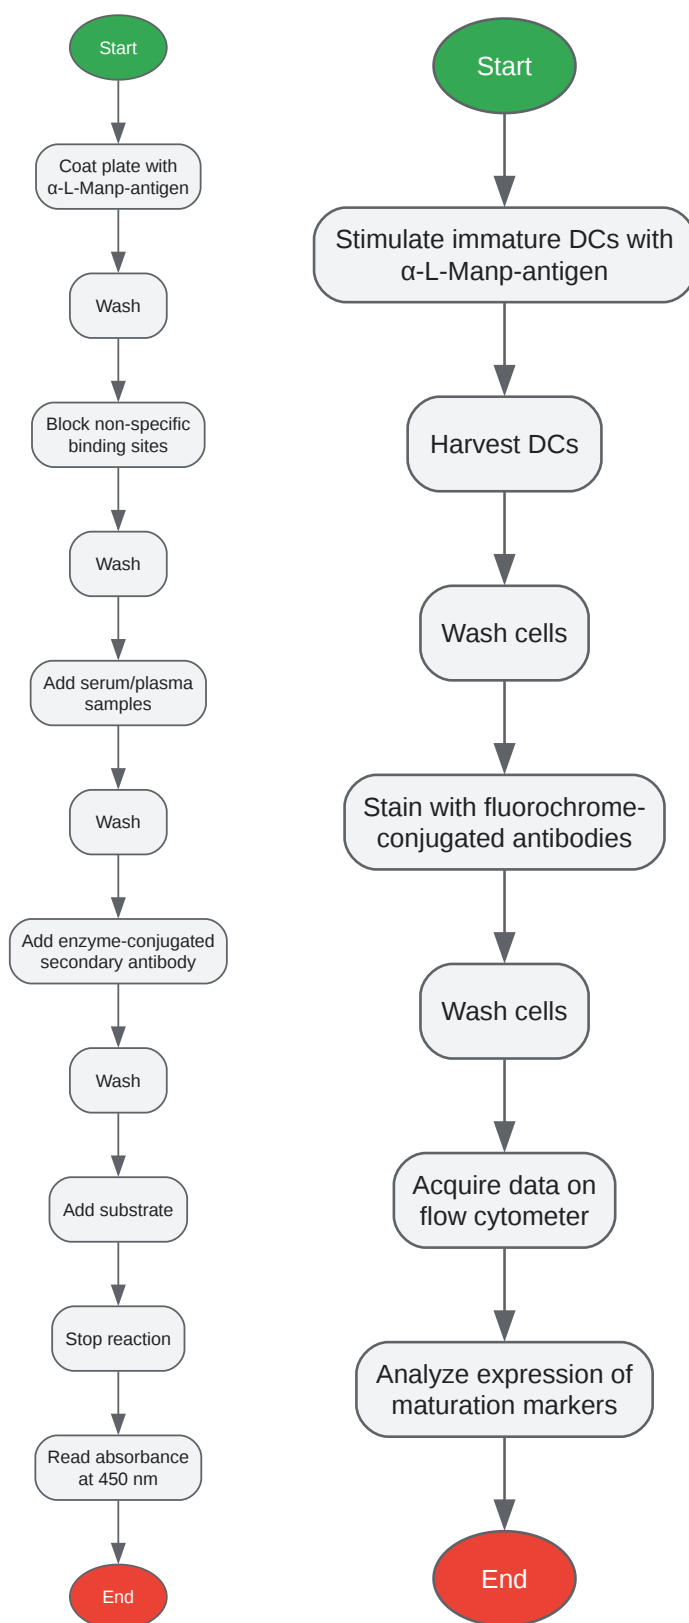 Start
Coat plate with
α-L-Manp-antigen
Wash
Block non-specific
binding sites
Wash
Add serum/plasma
samples
Wash
Add enzyme-conjugated
secondary antibody
Wash
Add substrate
Stop reaction
Read absorbance
at 450 nm
End
Start
Stimulate immature DCs with
α-L-Manp-antigen
Harvest DCs
Wash cells
Stain with fluorochrome-
conjugated antibodies
Wash cells
Acquire data on
flow cytometer
Analyze expression of
maturation markers
End